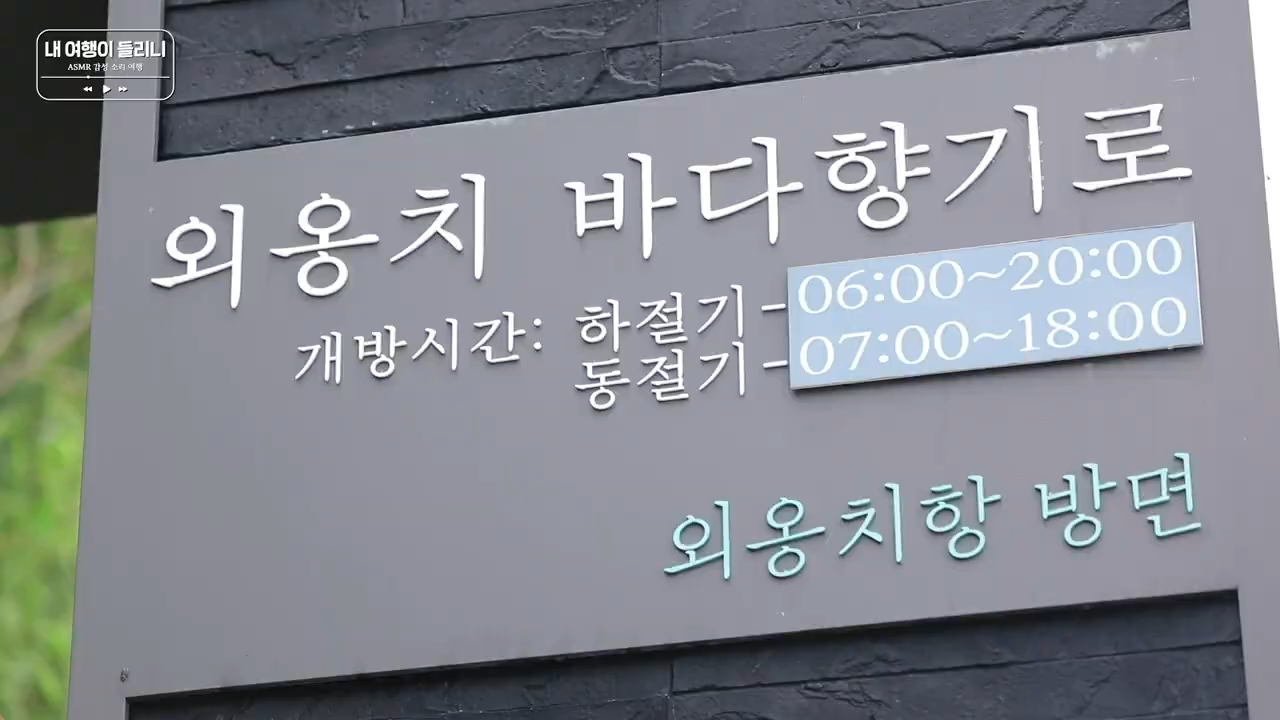 내 여행이 들리니
ASMR 감성 소리 여행
외옹치 바다향기로
개방시간: 하절기-06:00~20:00
동절기-07:00~18:00
외옹치항 방면